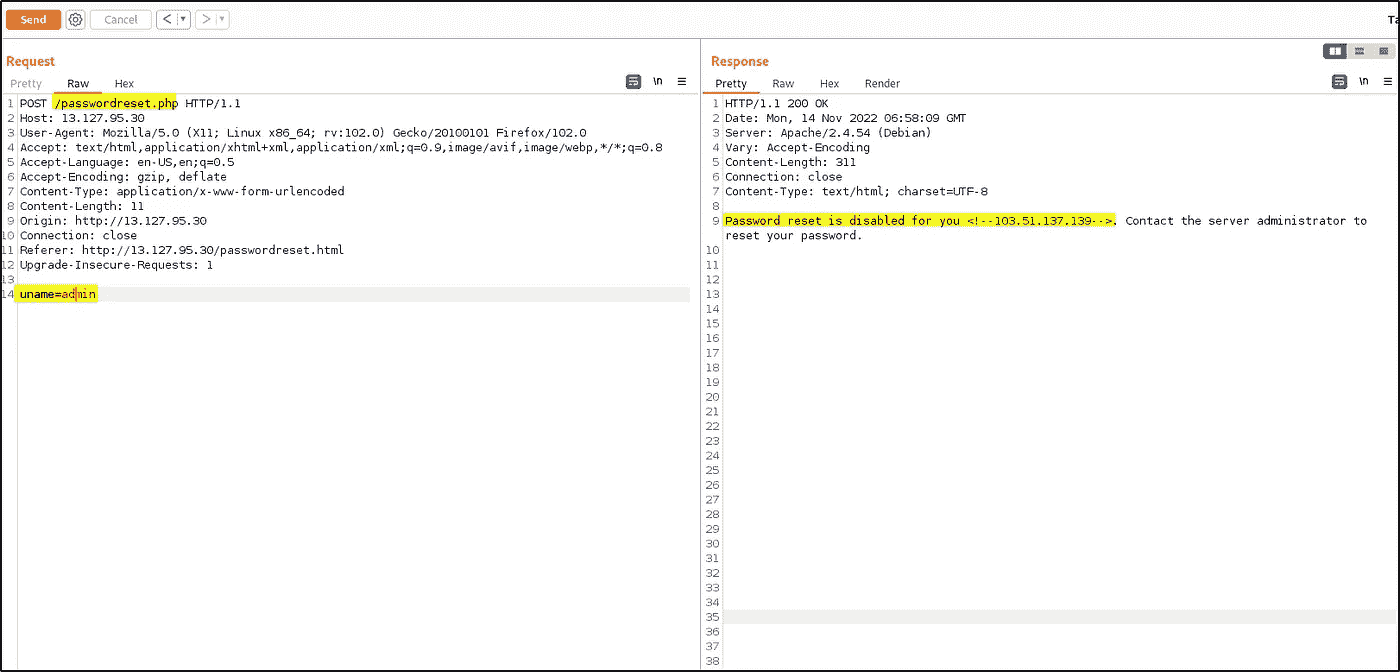 Send Cancel < ▾ > ▾
Ta
Request
Pretty Raw Hex \n
1 POST /passwordreset.php HTTP/1.1
2 Host: 13.127.95.30
3 User-Agent: Mozilla/5.0 (X11; Linux x86_64; rv:102.0) Gecko/20100101 Firefox/102.0
4 Accept: text/html,application/xhtml+xml,application/xml;q=0.9,image/avif,image/webp,*/*;q=0.8
5 Accept-Language: en-US,en;q=0.5
6 Accept-Encoding: gzip, deflate
7 Content-Type: application/x-www-form-urlencoded
8 Content-Length: 11
9 Origin: http://13.127.95.30
10 Connection: close
11 Referer: http://13.127.95.30/passwordreset.html
12 Upgrade-Insecure-Requests: 1
13
14 uname=admin
Response
Pretty Raw Hex Render \n
1 HTTP/1.1 200 OK
2 Date: Mon, 14 Nov 2022 06:58:09 GMT
3 Server: Apache/2.4.54 (Debian)
4 Vary: Accept-Encoding
5 Content-Length: 311
6 Connection: close
7 Content-Type: text/html; charset=UTF-8
8
9 Password reset is disabled for you <!--103.51.137.139-->. Contact the server administrator to
reset your password.
10
11
12
13
14
15
16
17
18
19
20
21
22
23
24
25
26
27
28
29
30
31
32
33
34
35
36
37
38